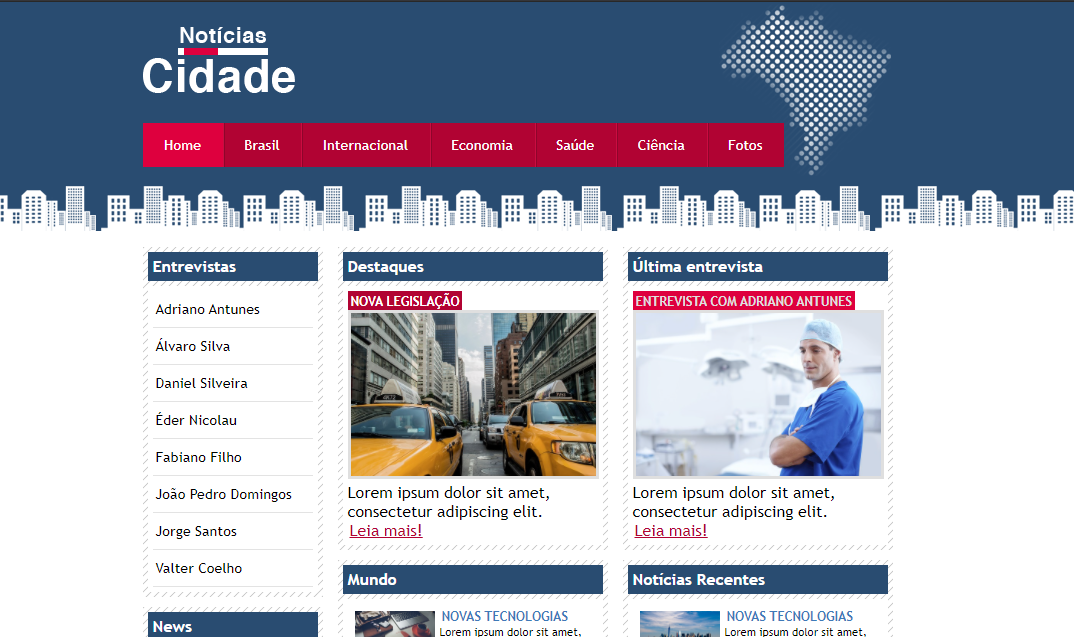 Notícias
Cidade
Home Brasil Internacional Economia Saúde Ciência Fotos
Entrevistas
Adriano Antunes
Álvaro Silva
Daniel Silveira
Éder Nicolau
Fabiano Filho
João Pedro Domingos
Jorge Santos
Valter Coelho
News
Destaques
NOVA LEGISLAÇÃO
Lorem ipsum dolor sit amet,
consectetur adipiscing elit.
Leia mais!
Mundo
NOVAS TECNOLOGIAS
Lorem ipsum dolor sit amet,
Última entrevista
ENTREVISTA COM ADRIANO ANTUNES
Lorem ipsum dolor sit amet,
consectetur adipiscing elit.
Leia mais!
Notícias Recentes
NOVAS TECNOLOGIAS
Lorem ipsum dolor sit amet,